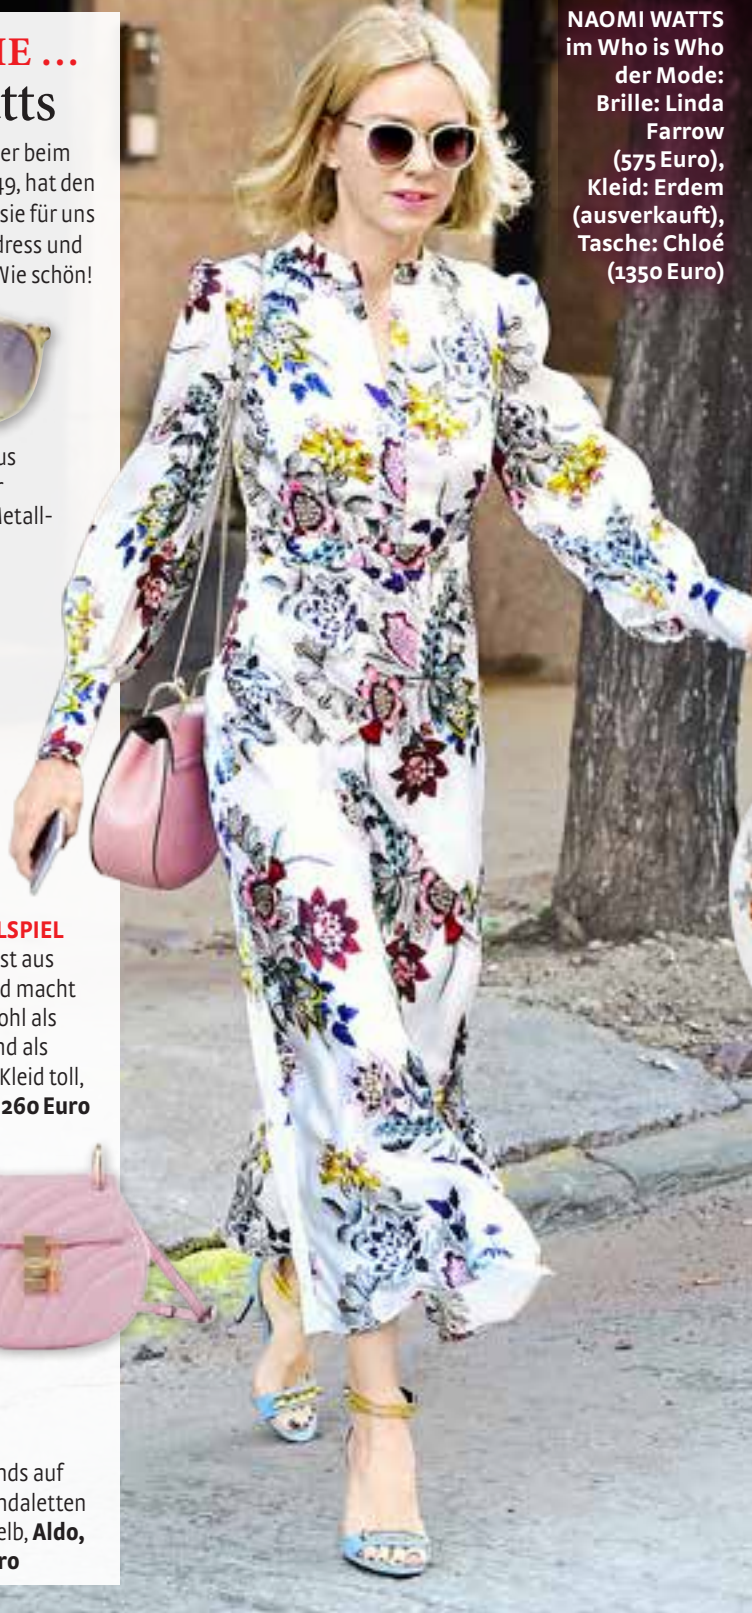 IE ...
tts
er beim
49, hat den
sie für uns
dress und
Wie schön!
us
Metall-
LSPIEL
st aus
d macht
ohl als
nd als
Kleid toll,
260 Euro
nds auf
ndaletten
elb, Aldo,
ro
NAOMI WATTS
im Who is Who
der Mode:
Brille: Linda
Farrow
(575 Euro),
Kleid: Erdem
(ausverkauft),
Tasche: Chloé
(1350 Euro)